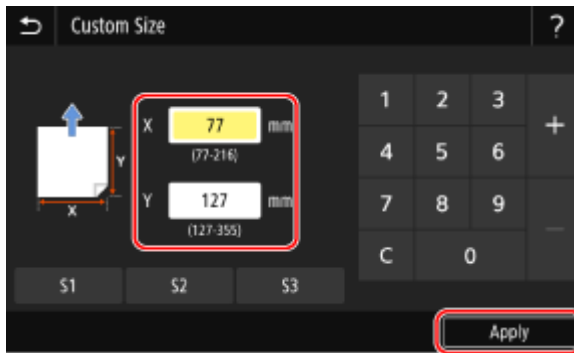 Custom Size ?
X 77 mm
(77-216)
Y 127 mm
(127-355)
Y
X
1 2 3 +
4 5 6
7 8 9 -
C 0
S1 S2 S3
Apply